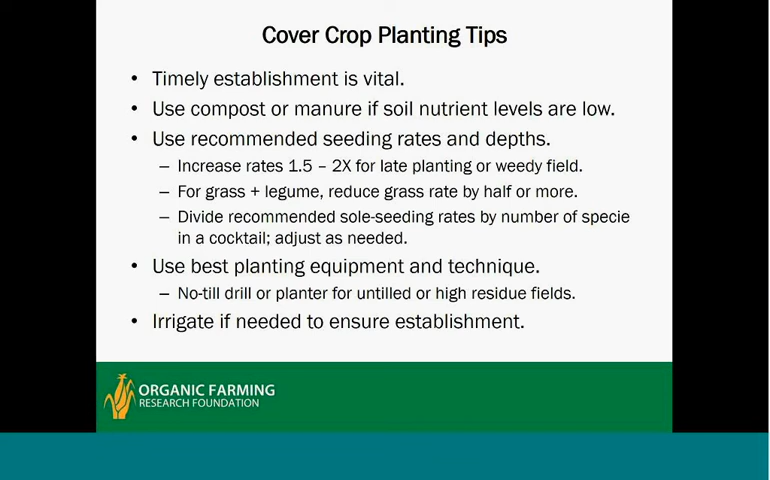 Cover Crop Planting Tips
• Timely establishment is vital.
• Use compost or manure if soil nutrient levels are low.
• Use recommended seeding rates and depths.
– Increase rates 1.5 – 2X for late planting or weedy field.
– For grass + legume, reduce grass rate by half or more.
– Divide recommended sole-seeding rates by number of specie
in a cocktail; adjust as needed.
• Use best planting equipment and technique.
– No-till drill or planter for untilled or high residue fields.
• Irrigate if needed to ensure establishment.
ORGANIC FARMING
RESEARCH FOUNDATION